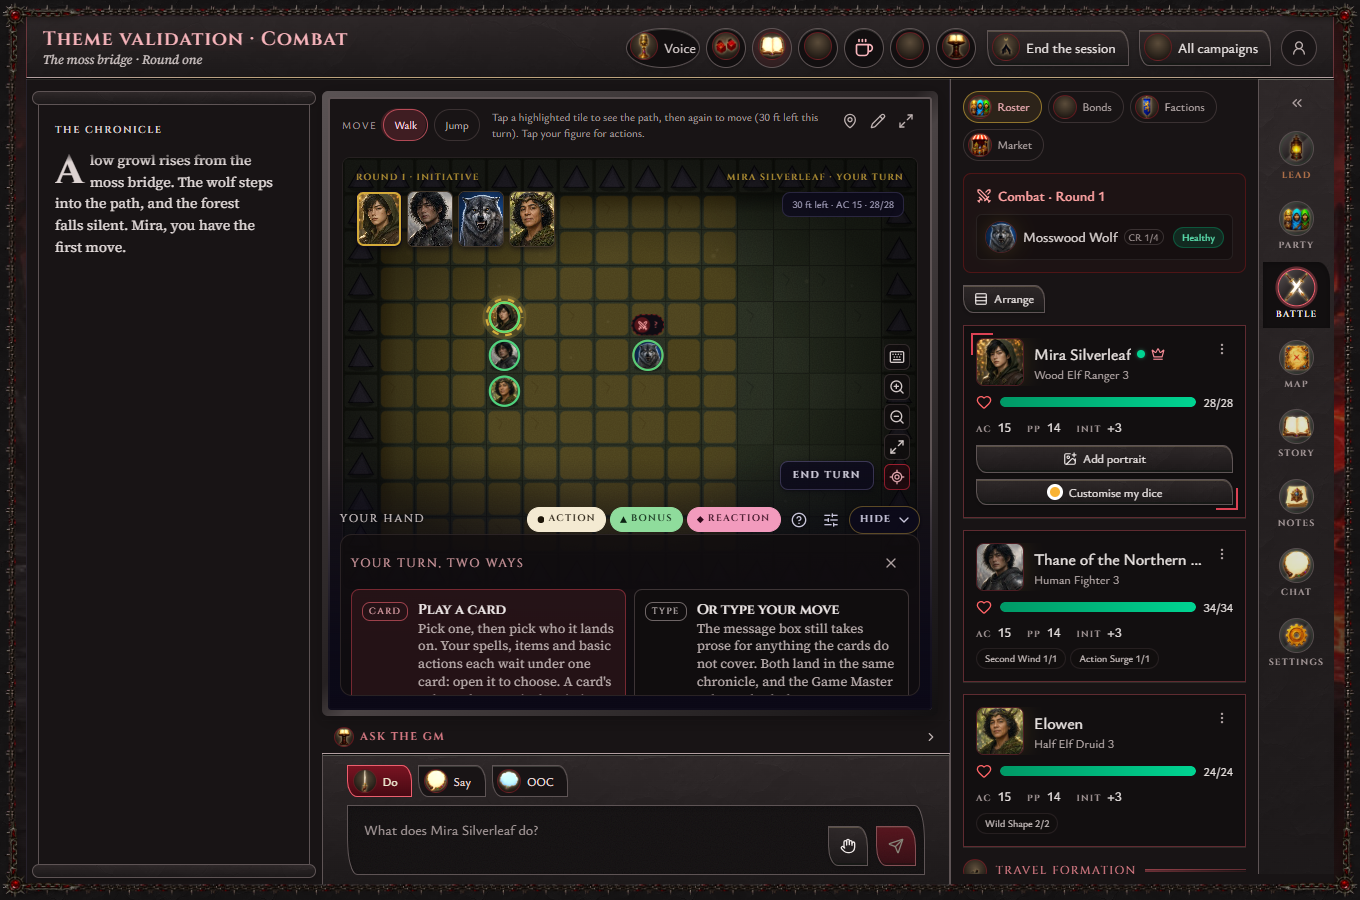 Theme validation · Combat
The moss bridge · Round one
Voice
End the session
All campaigns
THE CHRONICLE
A low growl rises from the
moss bridge. The wolf steps
into the path, and the forest
falls silent. Mira, you have the
first move.
MOVE
Walk
Jump
Tap a highlighted tile to see the path, then again to move (30 ft left this
turn). Tap your figure for actions.
ROUND 1 · INITIATIVE
MIRA SILVERLEAF · YOUR TURN
30 ft left · AC 15 · 28/28
?
END TURN
YOUR HAND
ACTION
BONUS
REACTION
HIDE
YOUR TURN, TWO WAYS
CARD
Play a card
Pick one, then pick who it lands
on. Your spells, items and basic
actions each wait under one
card: open it to choose. A card's
TYPE
Or type your move
The message box still takes
prose for anything the cards do
not cover. Both land in the same
chronicle, and the Game Master
ASK THE GM
Do
Say
OOC
What does Mira Silverleaf do?
Roster
Bonds
Factions
Market
Combat · Round 1
Mosswood Wolf
CR 1/4
Healthy
Arrange
Mira Silverleaf
Wood Elf Ranger 3
28/28
AC 15 PP 14 INIT +3
Add portrait
Customise my dice
Thane of the Northern ...
Human Fighter 3
34/34
AC 15 PP 14 INIT +3
Second Wind 1/1
Action Surge 1/1
Elowen
Half Elf Druid 3
24/24
AC 15 PP 14 INIT +3
Wild Shape 2/2
TRAVEL FORMATION
LEAD
PARTY
BATTLE
MAP
STORY
NOTES
CHAT
SETTINGS